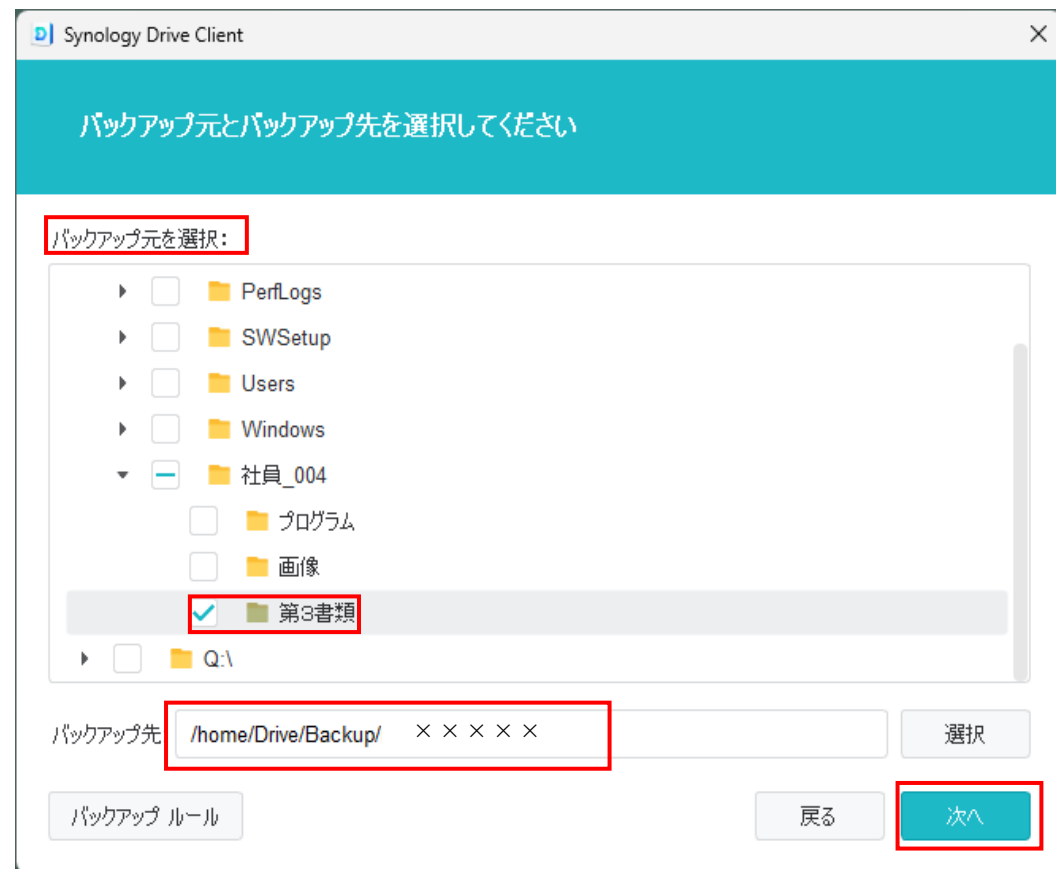 Synology Drive Client
バックアップ元とバックアップ先を選択してください
バックアップ元を選択:
PerfLogs
SWSetup
Users
Windows
社員_004
プログラム
画像
第3書類
Q:\
バックアップ先 /home/Drive/Backup/ ××××× 選択
バックアップ ルール 戻る 次へ